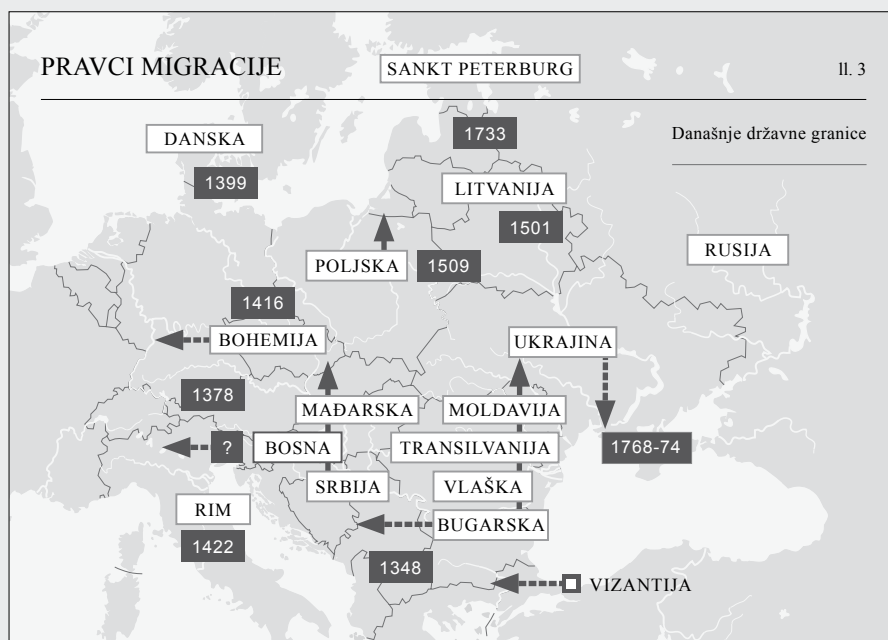 PRAVCI MIGRACIJE
SANKT PETERBURG
ll. 3
DANSKA
1733
Današnje državne granice
1399
LITVANIJA
1501
RUSIJA
POLJSKA
1509
1416
BOHEMIJA
UKRAJINA
1378
MAĐARSKA
MOLDAVIJA
?
BOSNA
TRANSILVANIJA
1768-74
SRBIJA
VLAŠKA
RIM
BUGARSKA
1422
1348
VIZANTIJA